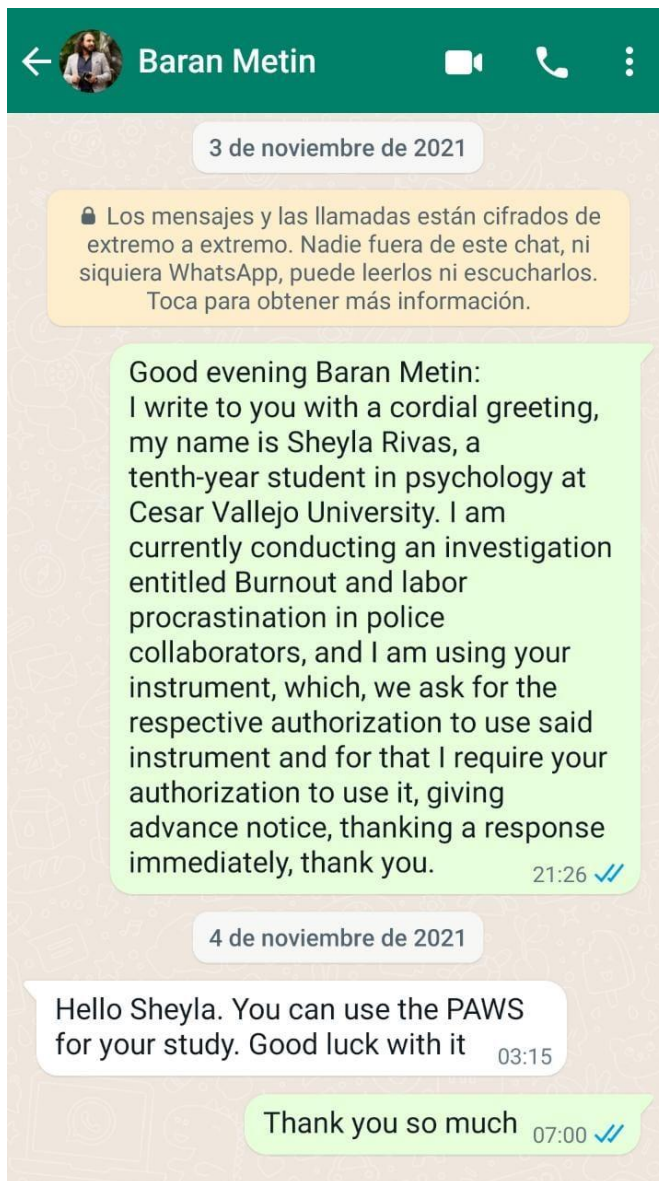 Baran Metin
3 de noviembre de 2021
Los mensajes y las llamadas están cifrados de
extremo a extremo. Nadie fuera de este chat, ni
siquiera WhatsApp, puede leerlos ni escucharlos.
Toca para obtener más información.
Good evening Baran Metin:
I write to you with a cordial greeting,
my name is Sheyla Rivas, a
tenth-year student in psychology at
Cesar Vallejo University. I am
currently conducting an investigation
entitled Burnout and labor
procrastination in police
collaborators, and I am using your
instrument, which, we ask for the
respective authorization to use said
instrument and for that I require your
authorization to use it, giving
advance notice, thanking a response
immediately, thank you.
21:26
4 de noviembre de 2021
Hello Sheyla. You can use the PAWS
for your study. Good luck with it
03:15
Thank you so much
07:00